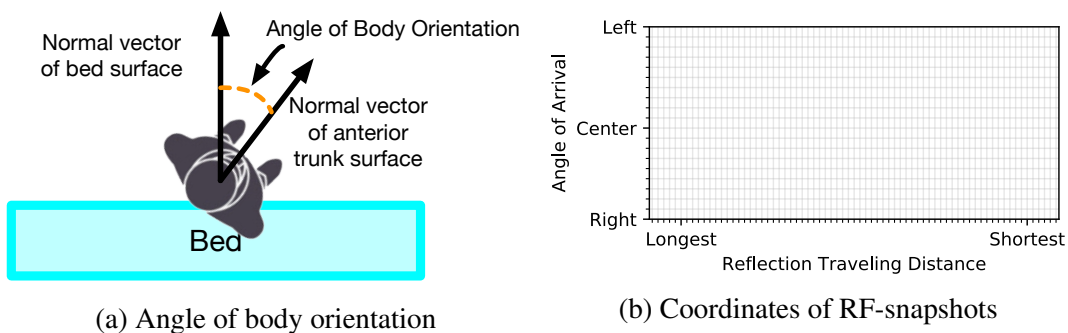 Normal vector
of bed surface
Angle of Body Orientation
Normal vector
of anterior
trunk surface
Bed
(a) Angle of body orientation
Left
Center
Right
Angle of Arrival
Longest
Shortest
Reflection Traveling Distance
(b) Coordinates of RF-snapshots